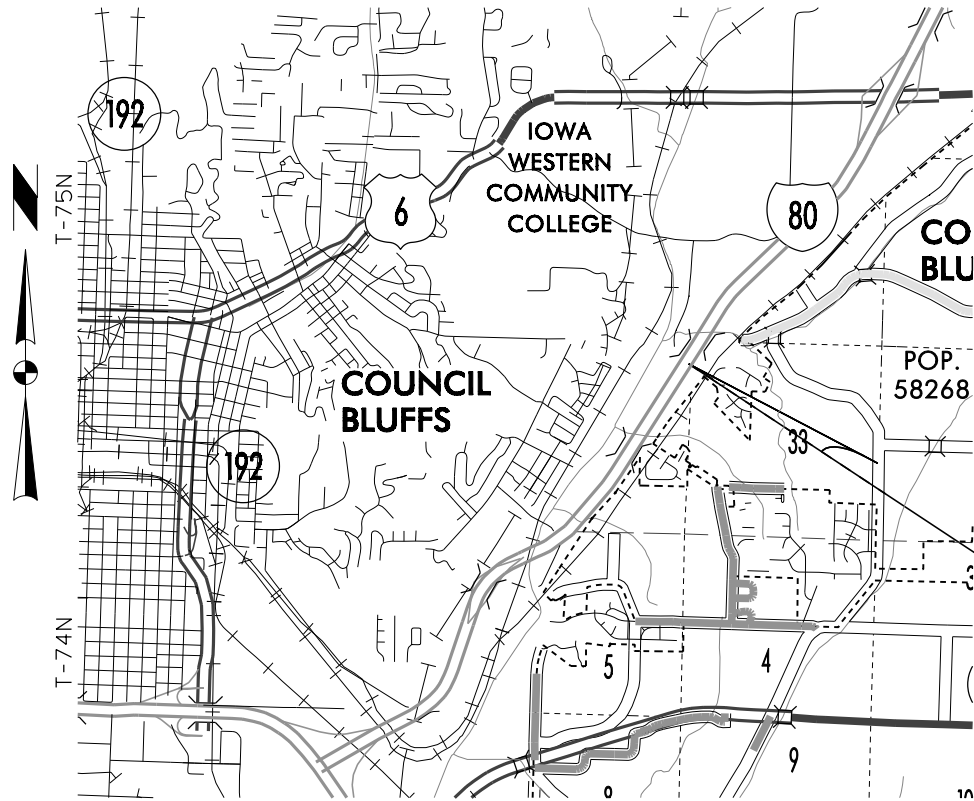 192
IOWA
WESTERN
COMMUNITY
COLLEGE
N
T-75N
6
80
CO
BLU
POP.
58268
COUNCIL
BLUFFS
33
192
T-74N
5
4
9